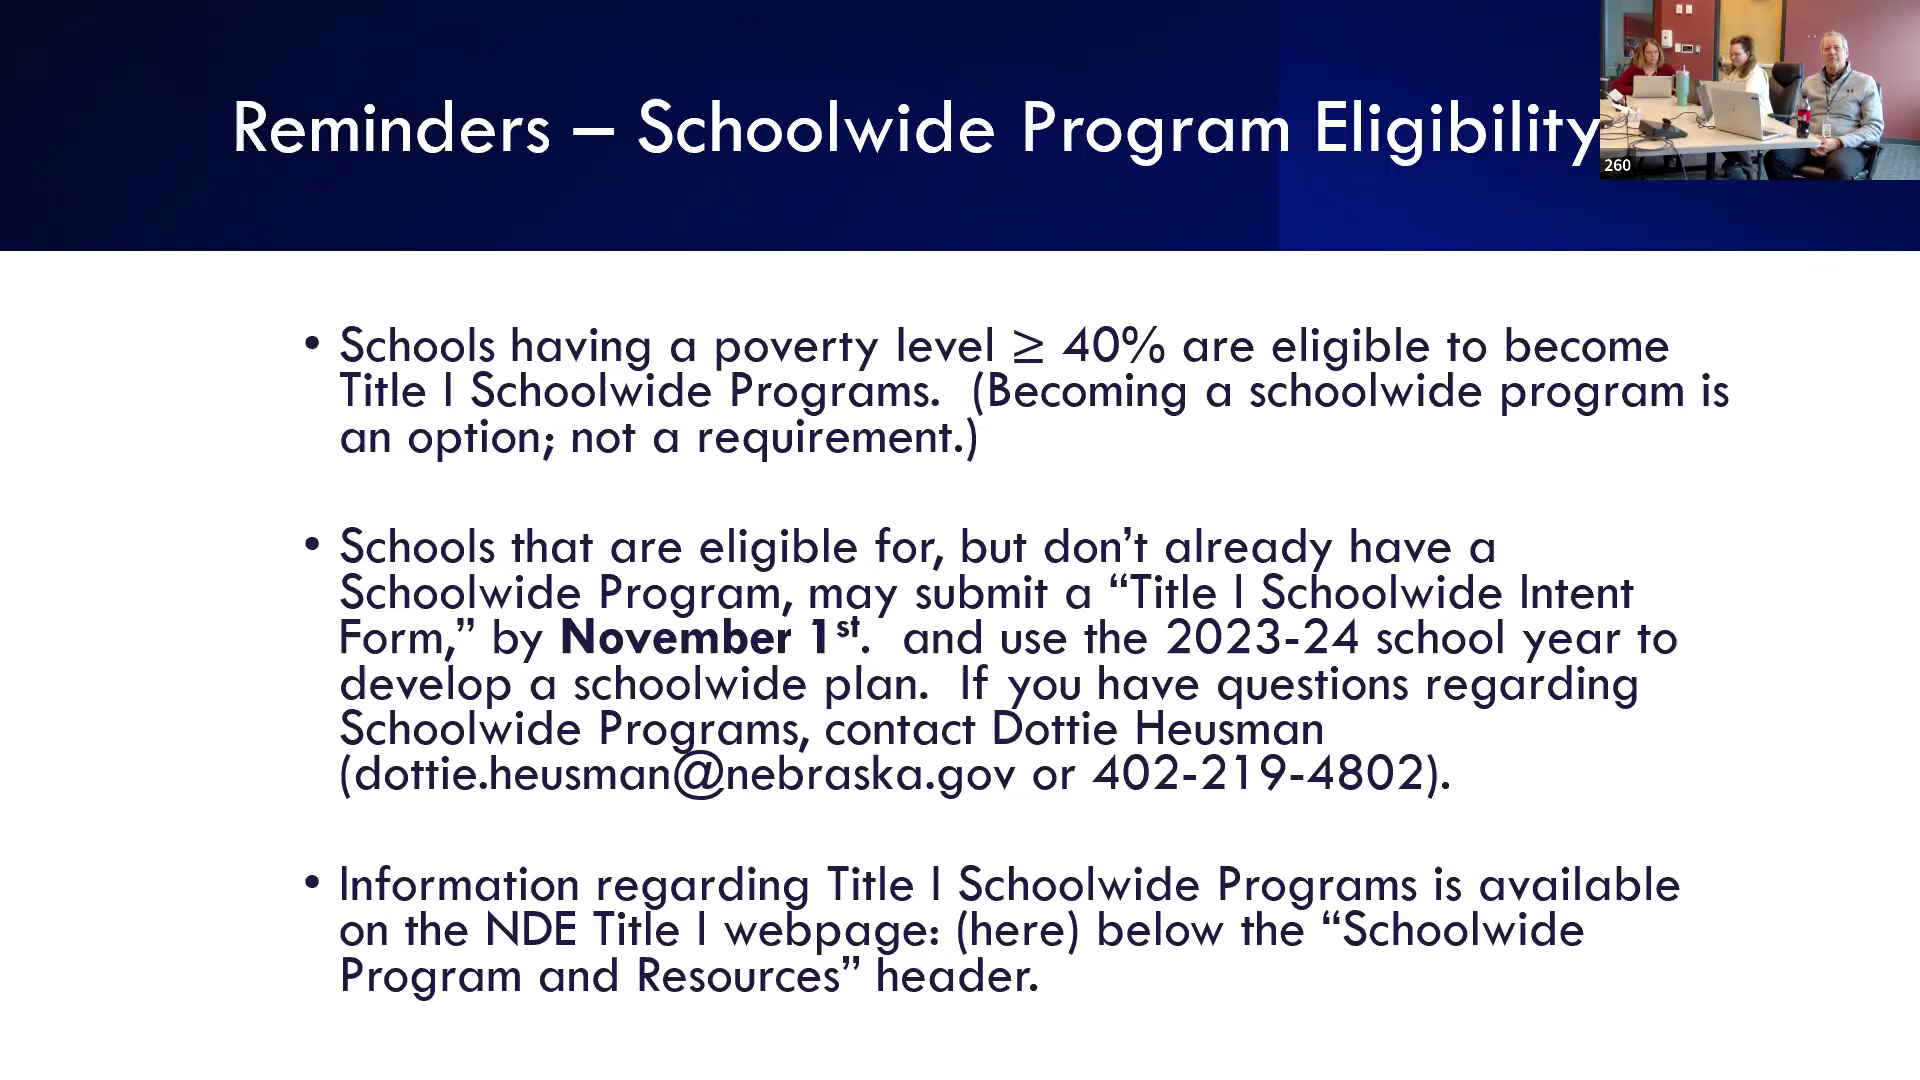 Reminders – Schoolwide Program Eligibility
260
• Schools having a poverty level ≥ 40% are eligible to become
Title I Schoolwide Programs.  (Becoming a schoolwide program is
an option; not a requirement.)
• Schools that are eligible for, but don’t already have a
Schoolwide Program, may submit a “Title I Schoolwide Intent
Form,” by November 1st.  and use the 2023-24 school year to
develop a schoolwide plan.  If you have questions regarding
Schoolwide Programs, contact Dottie Heusman
(dottie.heusman@nebraska.gov or 402-219-4802).
• Information regarding Title I Schoolwide Programs is available
on the NDE Title I webpage: (here) below the “Schoolwide
Program and Resources” header.